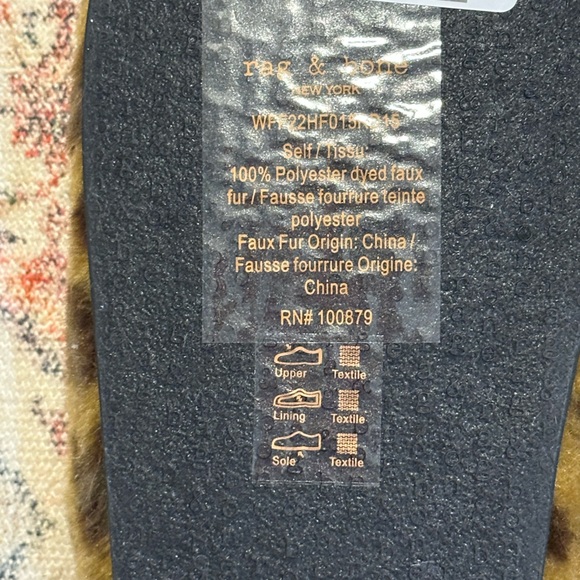 rag & bone
NEW YORK
Self / Tissu:
100% Polyester dyed faux
fur / Fausse fourrure teinte
polyester
Faux Fur Origin: China /
Fausse fourrure Origine:
China
RN# 100879
Upper Textile
Lining Textile
Sole Textile